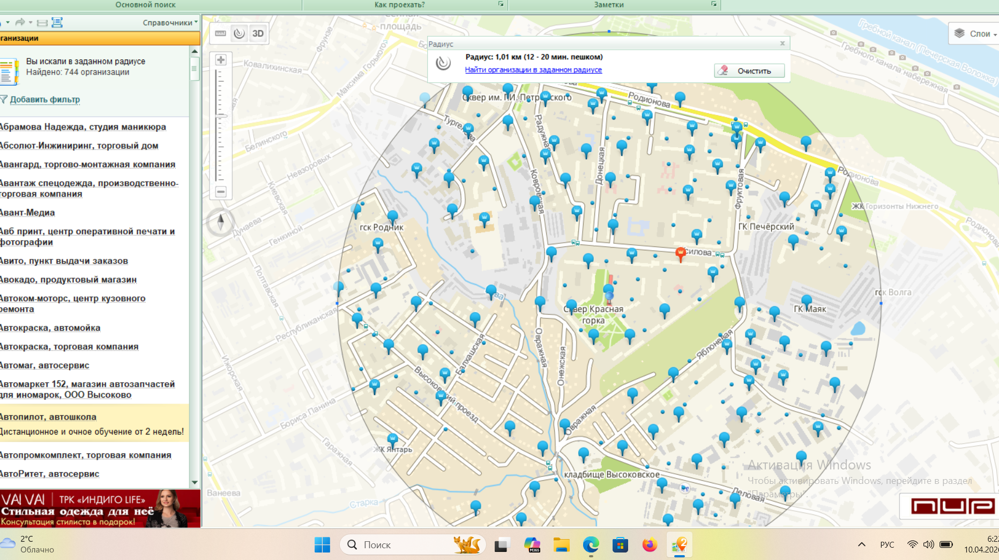 Основной поиск
Как проехать?
Заметки
Справочники
ганизации
Вы искали в заданном радиусе
Найдено: 744 организации
Добавить фильтр
Абрамова Надежда, студия маникюра
Абсолют-Инжиниринг, торговый дом
Авангард, торгово-монтажная компания
Авантаж спецодежда, производственно-
торговая компания
Авант-Медиа
Авб принт, центр оперативной печати и
фотографии
Авито, пункт выдачи заказов
Авокадо, продуктовый магазин
Автоком-моторс, центр кузовного
ремонта
Автокраска, автомойка
Автокраска, торговая компания
Автомаг, автосервис
Автомаркет 152, магазин автозапчастей
для иномарок, ООО Высоково
Автопилот, автошкола
Дистанционное и очное обучение от 2 недель!
Автопромкомплект, торговая компания
АвтоРитет, автосервис
VAI VAI | ТРК «ИНДИГО LIFE»
Стильная одежда для неё
Консультация стилиста в подарок!
3D
Слои
Радиус
Радиус: 1,01 км (12 - 20 мин. пешком)
Найти организации в заданном радиусе
Очистить
площадь
Фрунзе
Максима Горького
Ковалихинская
Гребной канал (Печерская Воложка)
Гребного канала набережная
Сквер им. Г.И. Петровского
Родионова
Тургенева
Радужная
Белинского
Невзоровых
Донецкая
Ковровская
Фруктовая
Родионова
Киевская
ЖК Горизонты Нижнего
Родионова
Дунаева
Генкиной
гск Родник
ГК Печёрский
Усилова
Полтавская
гск Волга
ГК Маяк
Сквер Красная
горка
Республиканская
Овражная
Онежская
Яблоневая
Балхашская
Ижорская
Высоковский проезд
Бориса Панина
Овражная
Гаражная
ЖК Янтарь
кладбище Высоковское
Ванеева
Старка
Деловая
Активация Windows
Чтобы активировать Windows, перейдите в раздел
"Параметры".
ПИР
2°C
Облачно
Поиск
M365
2
РУС
6:2
10.04.202